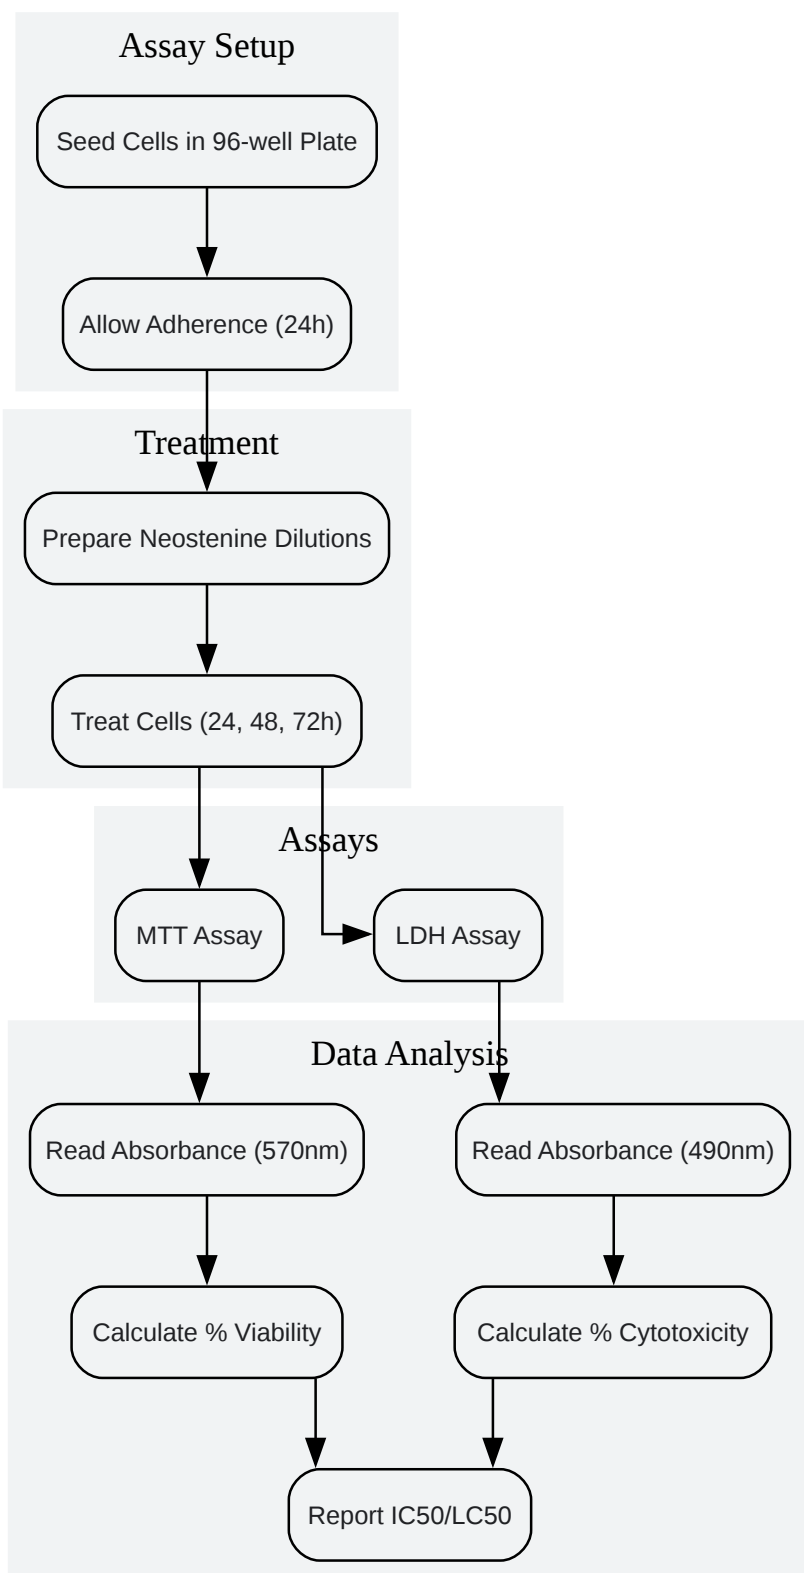 Assay Setup
Seed Cells in 96-well Plate
Allow Adherence (24h)
Treatment
Prepare Neostenine Dilutions
Treat Cells (24, 48, 72h)
Assays
MTT Assay
LDH Assay
Data Analysis
Read Absorbance (570nm)
Read Absorbance (490nm)
Calculate % Viability
Calculate % Cytotoxicity
Report IC50/LC50